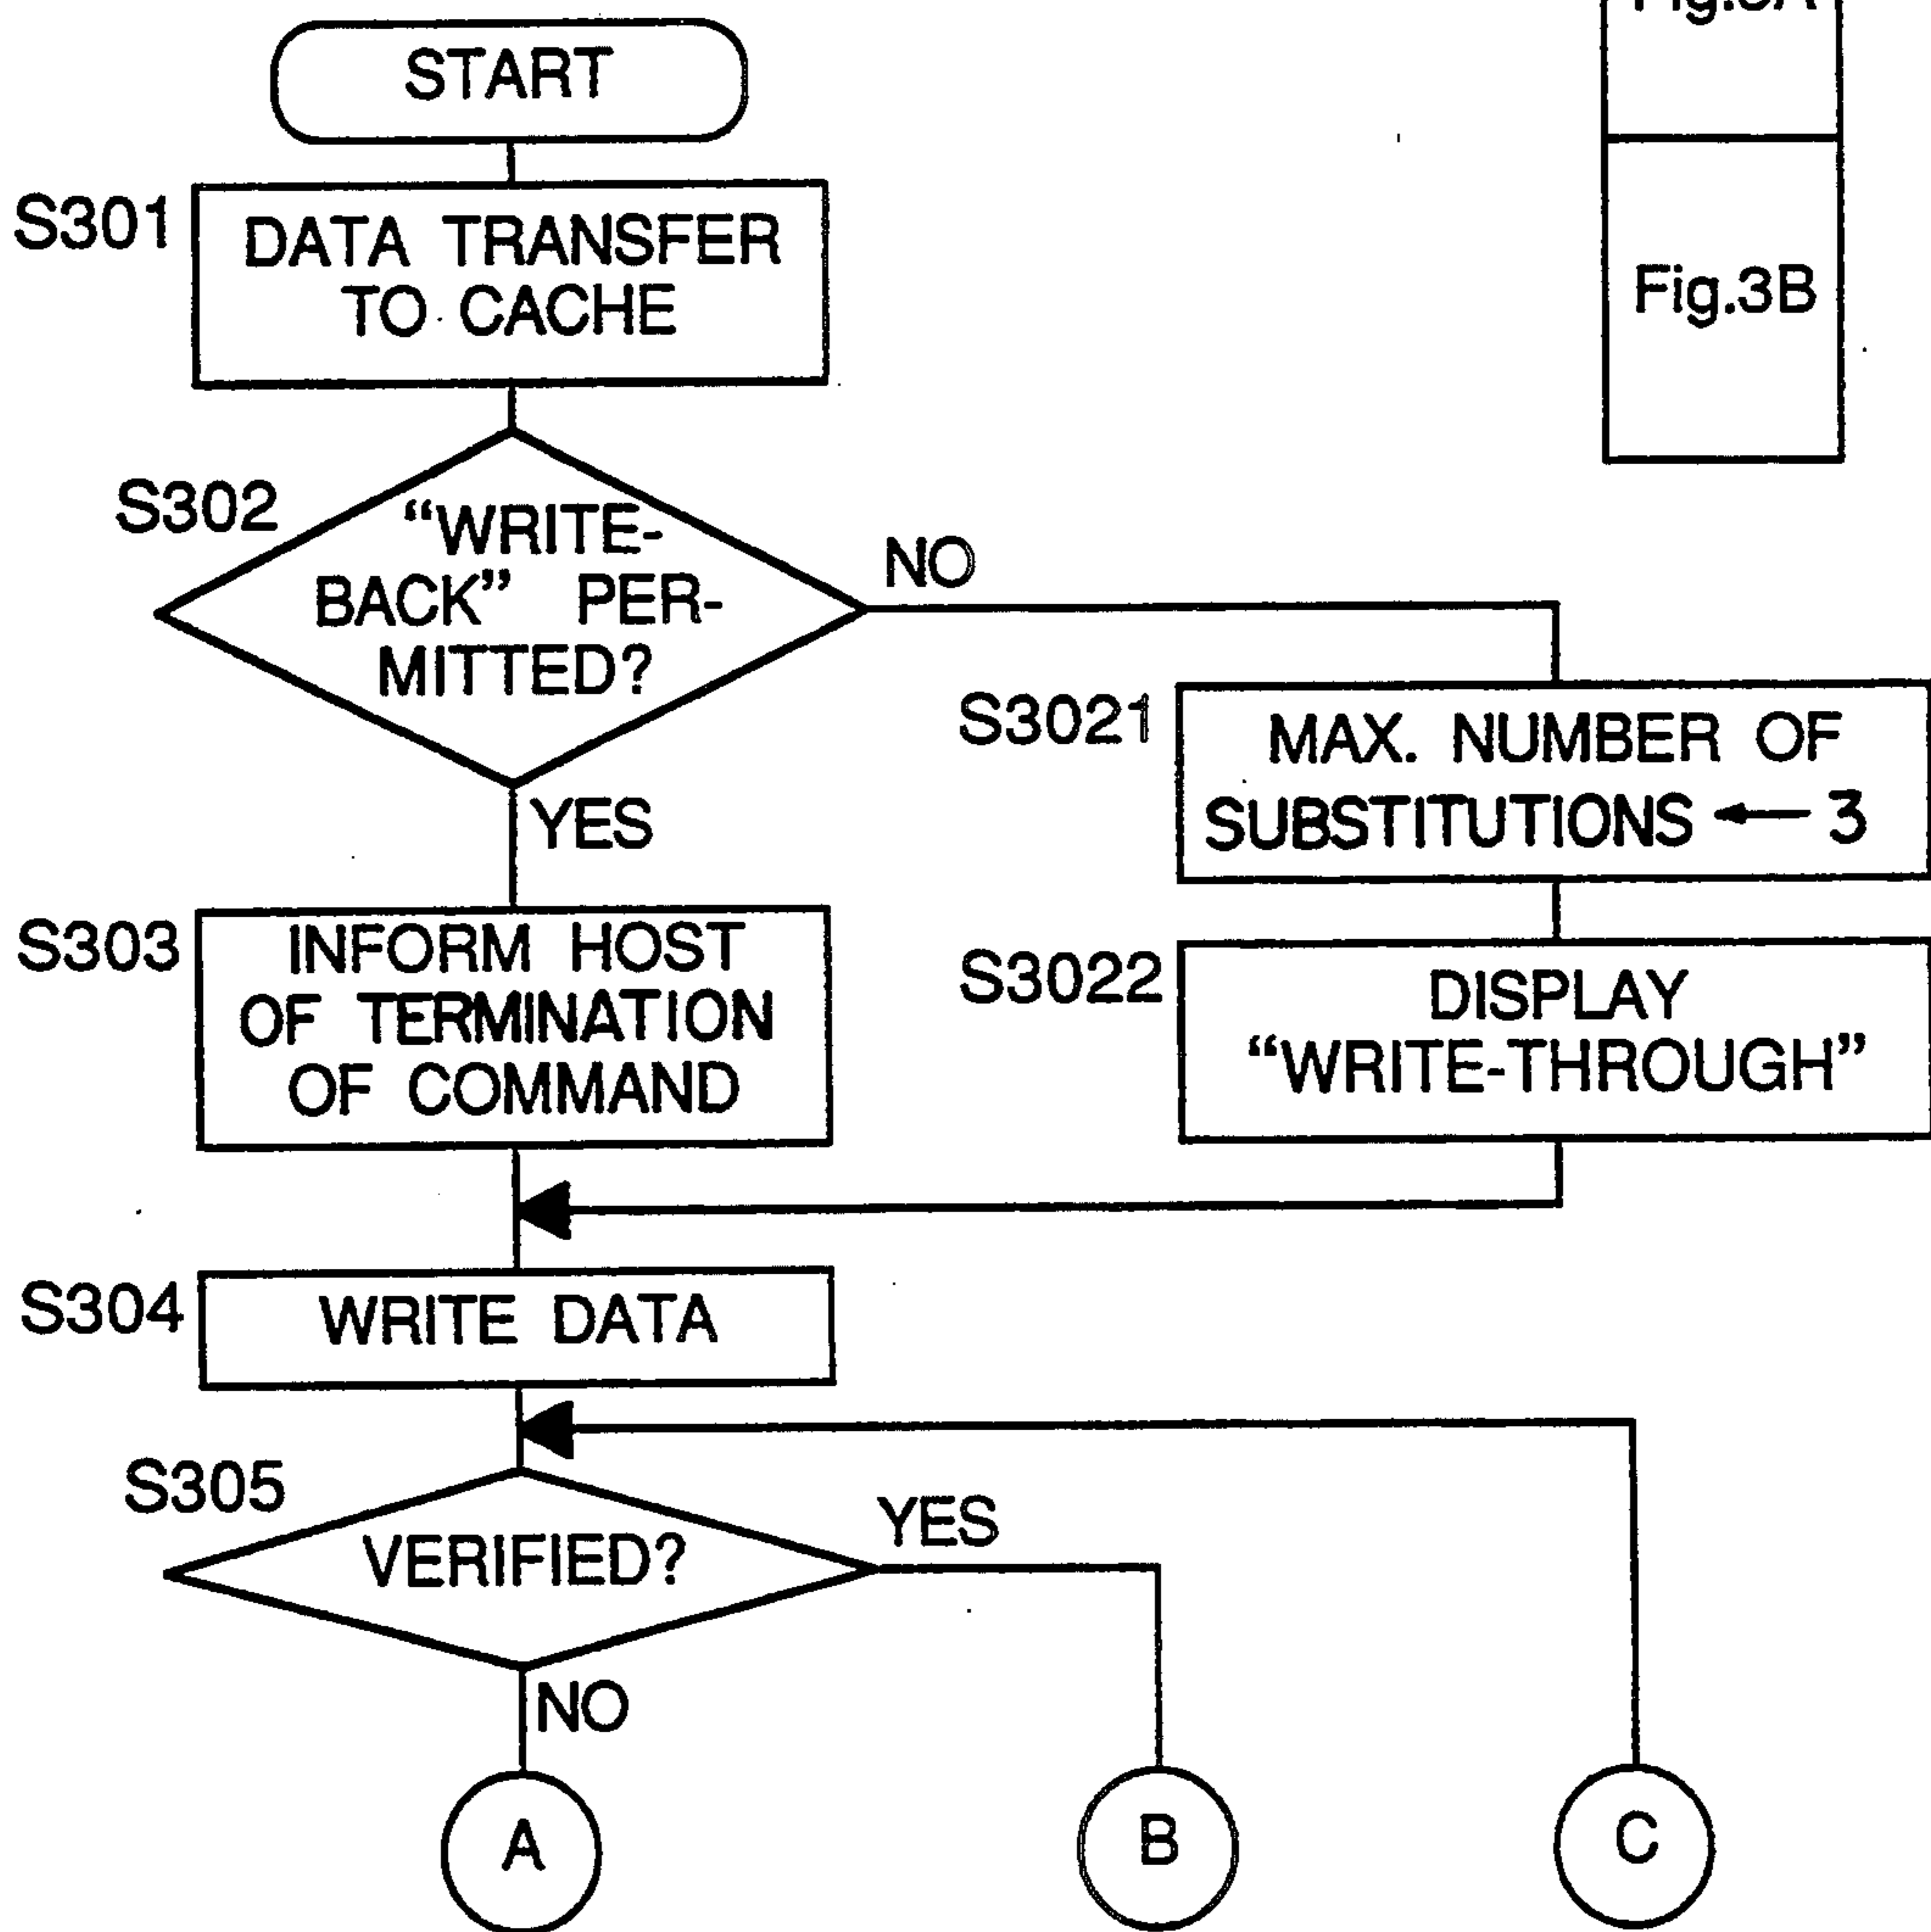 Fig.3A
START
S301
DATA TRANSFER
TO CACHE
Fig.3B
S302
“WRITE-
BACK” PER-
MITTED?
NO
YES
S3021
MAX. NUMBER OF
SUBSTITUTIONS ← 3
S303
INFORM HOST
OF TERMINATION
OF COMMAND
S3022
DISPLAY
“WRITE-THROUGH”
S304
WRITE DATA
S305
VERIFIED?
YES
NO
A
B
C